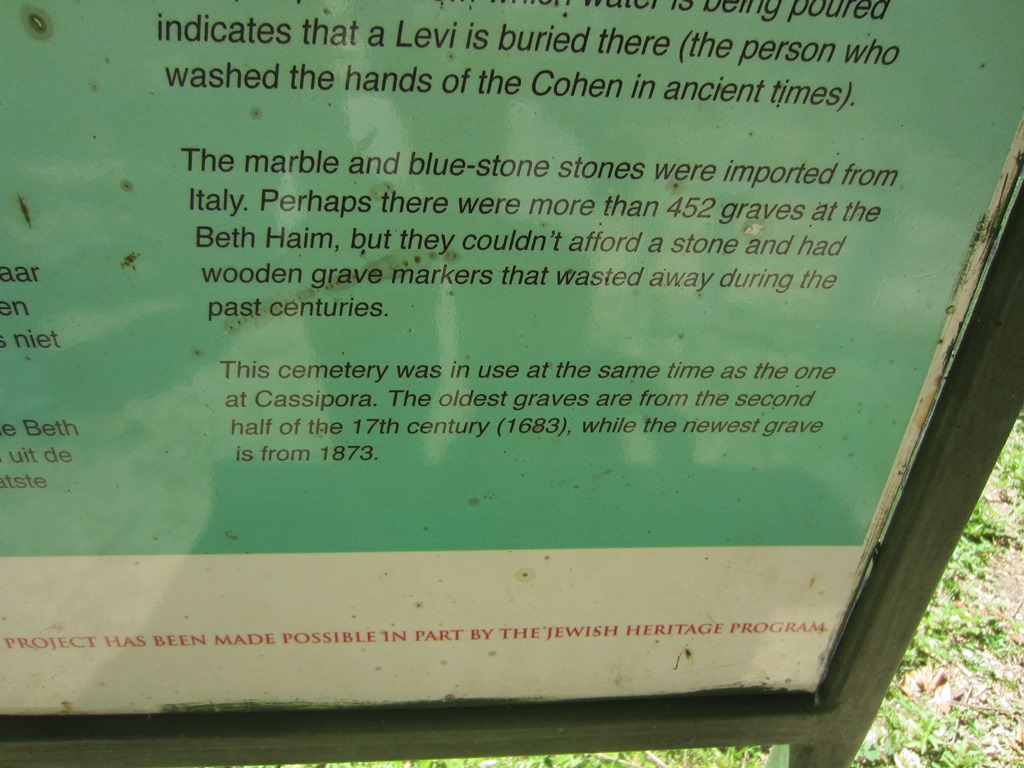 which water is being poured
indicates that a Levi is buried there (the person who
washed the hands of the Cohen in ancient times).
The marble and blue-stone stones were imported from
Italy. Perhaps there were more than 452 graves at the
Beth Haim, but they couldn't afford a stone and had
wooden grave markers that wasted away during the
past centuries.
This cemetery was in use at the same time as the one
at Cassipora. The oldest graves are from the second
half of the 17th century (1683), while the newest grave
is from 1873.
aar
en
s niet
e Beth
uit de
atste
PROJECT HAS BEEN MADE POSSIBLE IN PART BY THE JEWISH HERITAGE PROGRAM